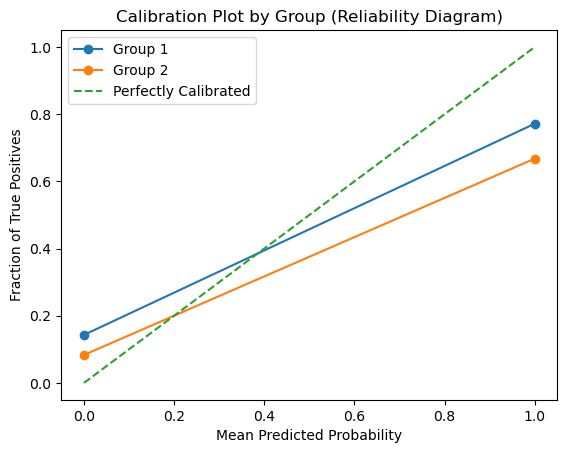 Calibration Plot by Group (Reliability Diagram)
Group 1
Group 2
Perfectly Calibrated
Fraction of True Positives
1.0
0.8
0.6
0.4
0.2
0.0
0.0 0.2 0.4 0.6 0.8 1.0
Mean Predicted Probability